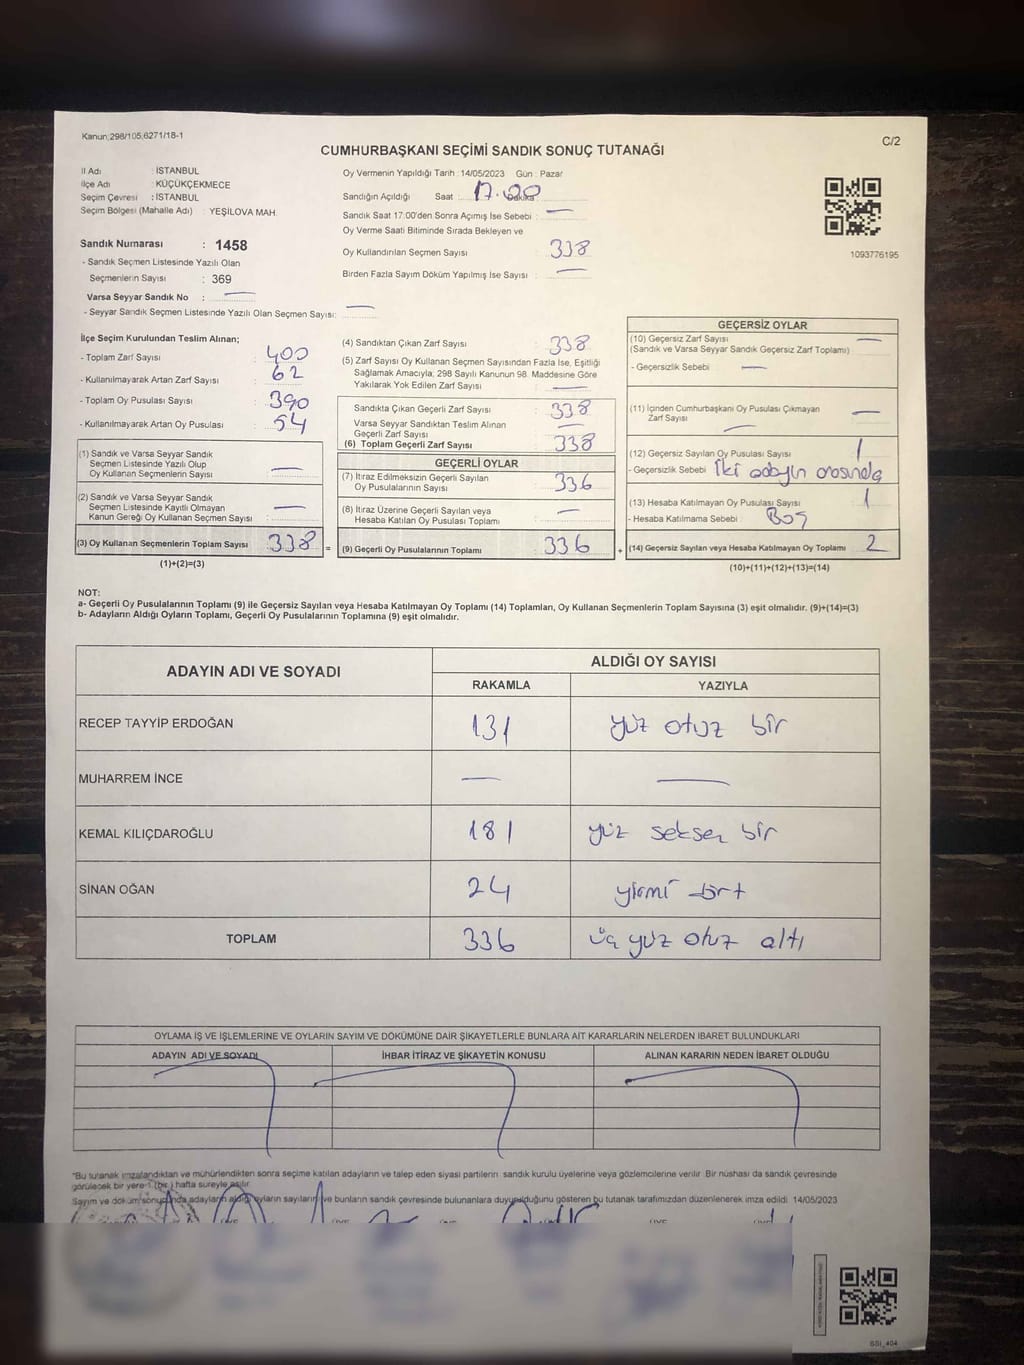 Kanun;298/105;6271/18-1
C/2
CUMHURBAŞKANI SEÇİMİ SANDIK SONUÇ TUTANAĞI
İl Adı : İSTANBUL
İlçe Adı : KÜÇÜKÇEKMECE
Seçim Çevresi : İSTANBUL
Seçim Bölgesi (Mahalle Adı) : YEŞİLOVA MAH.
Sandık Numarası : 1458
- Sandık Seçmen Listesinde Yazılı Olan
Seçmenlerin Sayısı : 369
Varsa Seyyar Sandık No : —
- Seyyar Sandık Seçmen Listesinde Yazılı Olan Seçmen Sayısı: —
Oy Vermenin Yapıldığı Tarih : 14/05/2023 Gün : Pazar
Sandığın Açıldığı Saat : 17.00 Dakika :
Sandık Saat 17:00'den Sonra Açımış İse Sebebi : —
Oy Verme Saati Bitiminde Sırada Bekleyen ve
Oy Kullandırılan Seçmen Sayısı : 338
Birden Fazla Sayım Döküm Yapılmış İse Sayısı : —
1093776195
İlçe Seçim Kurulundan Teslim Alınan;
- Toplam Zarf Sayısı : 400
- Kullanılmayarak Artan Zarf Sayısı : 62
- Toplam Oy Pusulası Sayısı : 390
- Kullanılmayarak Artan Oy Pusulası : 54
(1) Sandık ve Varsa Seyyar Sandık
Seçmen Listesinde Yazılı Olup
Oy Kullanan Seçmenlerin Sayısı : —
(2) Sandık ve Varsa Seyyar Sandık
Seçmen Listesinde Kayıtlı Olmayan
Kanun Gereği Oy Kullanan Seçmen Sayısı : —
(3) Oy Kullanan Seçmenlerin Toplam Sayısı 338 =
(1)+(2)=(3)
(4) Sandıktan Çıkan Zarf Sayısı : 338
(5) Zarf Sayısı Oy Kullanan Seçmen Sayısından Fazla İse, Eşitliği
Sağlamak Amacıyla, 298 Sayılı Kanunun 98. Maddesine Göre
Yakılarak Yok Edilen Zarf Sayısı : —
Sandıkta Çıkan Geçerli Zarf Sayısı : 338
Varsa Seyyar Sandıktan Teslim Alınan
Geçerli Zarf Sayısı : —
(6) Toplam Geçerli Zarf Sayısı : 338
GEÇERLİ OYLAR
(7) İtiraz Edilmeksizin Geçerli Sayılan
Oy Pusulalarının Sayısı : 336
(8) İtiraz Üzerine Geçerli Sayılan veya
Hesaba Katılan Oy Pusulası Toplamı : —
(9) Geçerli Oy Pusulalarının Toplamı : 336 +
GEÇERSİZ OYLAR
(10) Geçersiz Zarf Sayısı : —
(Sandık ve Varsa Seyyar Sandık Geçersiz Zarf Toplamı)
- Geçersizlik Sebebi : —
(11) İçinden Cumhurbaşkanı Oy Pusulası Çıkmayan
Zarf Sayısı : —
(12) Geçersiz Sayılan Oy Pusulası Sayısı : 1
- Geçersizlik Sebebi : İki adayın arasında
(13) Hesaba Katılmayan Oy Pusulası Sayısı : 1
- Hesaba Katılmama Sebebi : Boş
(14) Geçersiz Sayılan veya Hesaba Katılmayan Oy Toplamı : 2
(10)+(11)+(12)+(13)=(14)
NOT:
a- Geçerli Oy Pusulalarının Toplamı (9) ile Geçersiz Sayılan veya Hesaba Katılmayan Oy Toplamı (14) Toplamları, Oy Kullanan Seçmenlerin Toplam Sayısına (3) eşit olmalıdır. (9)+(14)=(3)
b- Adayların Aldığı Oyların Toplamı, Geçerli Oy Pusulalarının Toplamına (9) eşit olmalıdır.
ADAYIN ADI VE SOYADI
ALDIĞI OY SAYISI
RAKAMLA YAZIYLA
RECEP TAYYİP ERDOĞAN 131 yüz otuz bir
MUHARREM İNCE — —
KEMAL KILIÇDAROĞLU 181 yüz seksen bir
SİNAN OĞAN 24 yirmi dört
TOPLAM 336 üç yüz otuz altı
OYLAMA İŞ VE İŞLEMLERİNE VE OYLARIN SAYIM VE DÖKÜMÜNE DAİR ŞİKAYETLERLE BUNLARA AİT KARARLARIN NELERDEN İBARET BULUNDUKLARI
ADAYIN ADI VE SOYADI İHBAR İTİRAZ VE ŞİKAYETİN KONUSU ALINAN KARARIN NEDEN İBARET OLDUĞU
*Bu tutanak imzalandıktan ve mühürlendikten sonra seçime katılan adayların ve talep eden siyasi partilerin sandık kurulu üyelerine veya gözlemcilerine verilir. Bir nüshası da sandık çevresinde
görülecek bir yere 1 (bir) hafta süreyle asılır.
Sayım ve döküm sonucunda adayların aldığı oyların sayıların ve bunların sandık çevresinde bulunanlara duyurulduğunu gösteren bu tutanak tarafımızdan düzenlenerek imza edildi. 14/05/2023
SSI_404